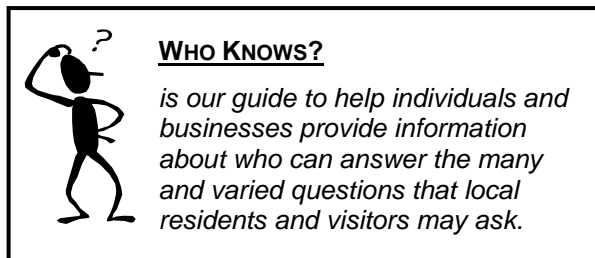 ?
WHO KNOWS?
is our guide to help individuals and
businesses provide information
about who can answer the many
and varied questions that local
residents and visitors may ask.